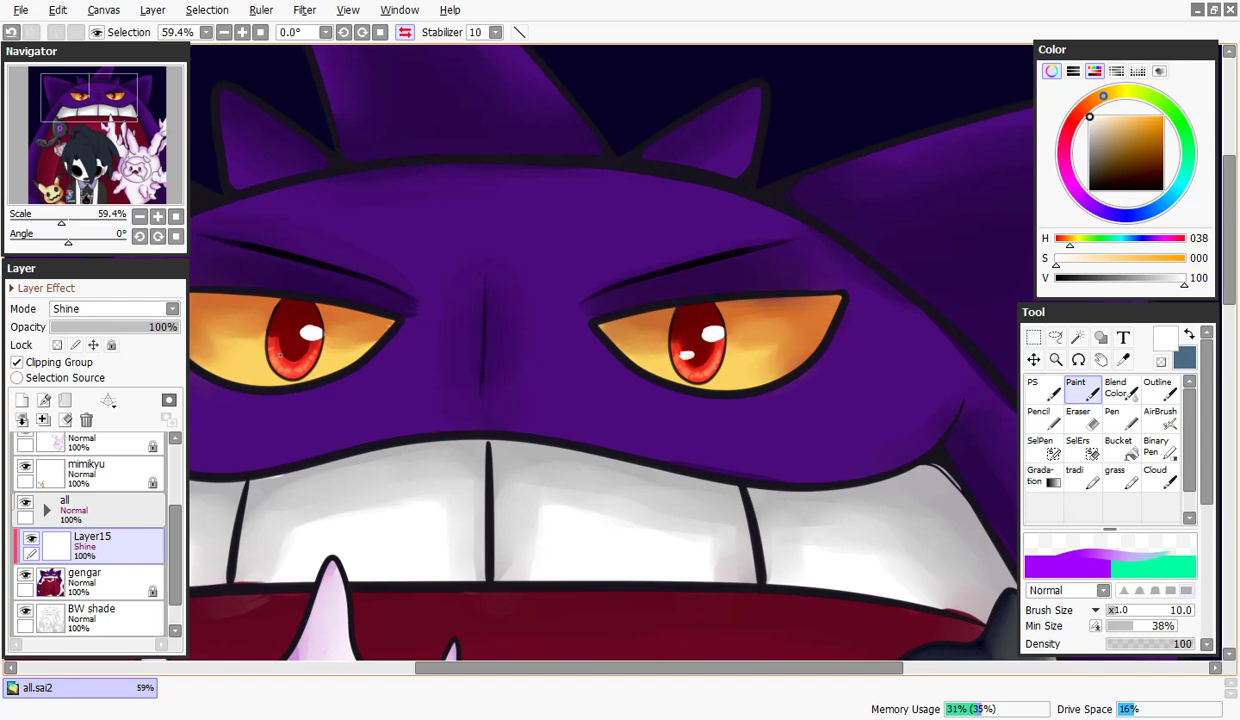 File Edit Canvas Layer Selection Ruler Filter View Window Help
Selection 59.4% 0.0° Stabilizer 10
Navigator
Scale 59.4%
Angle 0°
Layer
Layer Effect
Mode Shine
Opacity 100%
Lock
Clipping Group
Selection Source
Normal
100%
mimikyu
Normal
100%
all
Normal
100%
Layer15
Shine
100%
gengar
Normal
100%
BW shade
Normal
100%
Color
H 038
S 000
V 100
Tool
T
PS Paint Blend Color Outline
Pencil Eraser Pen AirBrush
SelPen SelErs Bucket Binary Pen
Grada-tion tradi grass Cloud
Normal
Brush Size x1.0 10.0
Min Size 38%
Density 100
all.sai2 59%
Memory Usage 31% (35%) Drive Space 16%